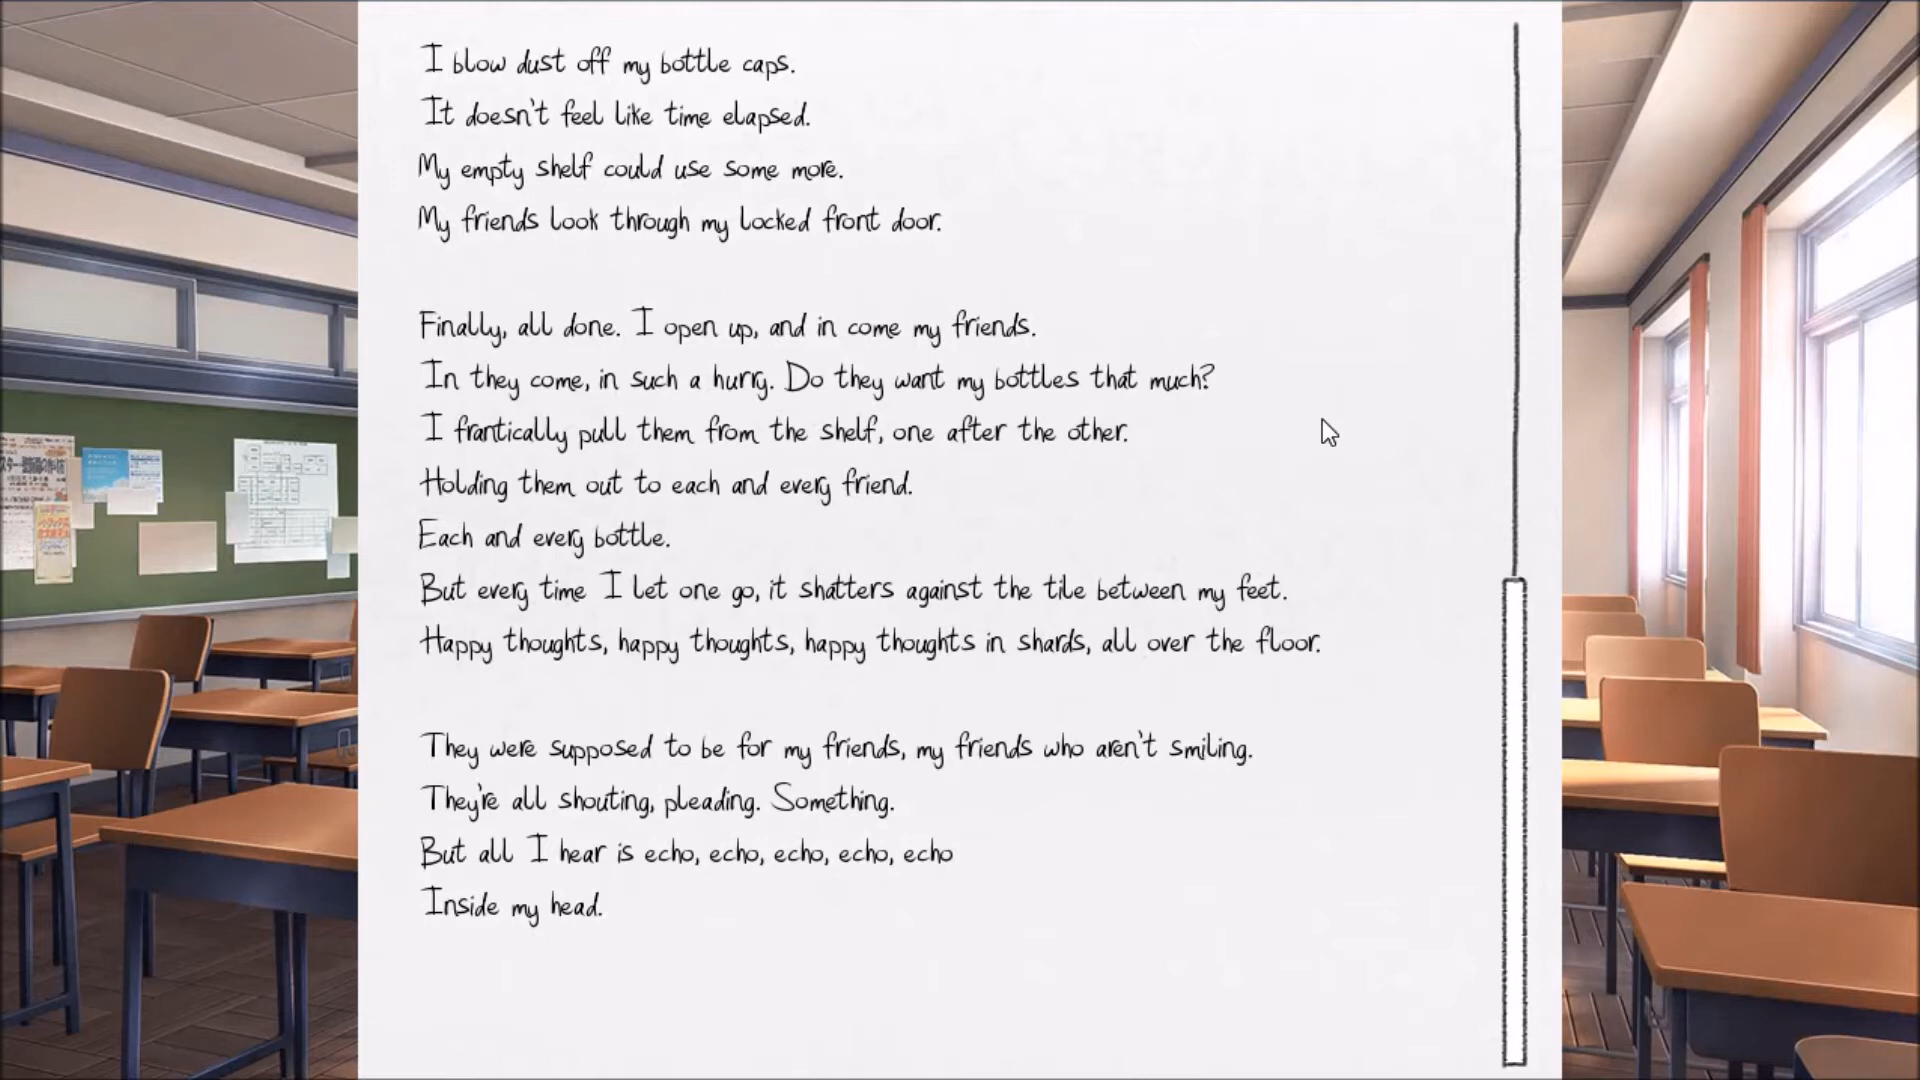 I blow dust off my bottle caps.
It doesn't feel like time elapsed.
My empty shelf could use some more.
My friends look through my locked front door.
Finally, all done. I open up, and in come my friends.
In they come, in such a hurry. Do they want my bottles that much?
I frantically pull them from the shelf, one after the other.
Holding them out to each and every friend.
Each and every bottle.
But every time I let one go, it shatters against the tile between my feet.
Happy thoughts, happy thoughts, happy thoughts in shards, all over the floor.
They were supposed to be for my friends, my friends who aren't smiling.
They're all shouting, pleading. Something.
But all I hear is echo, echo, echo, echo, echo
Inside my head.